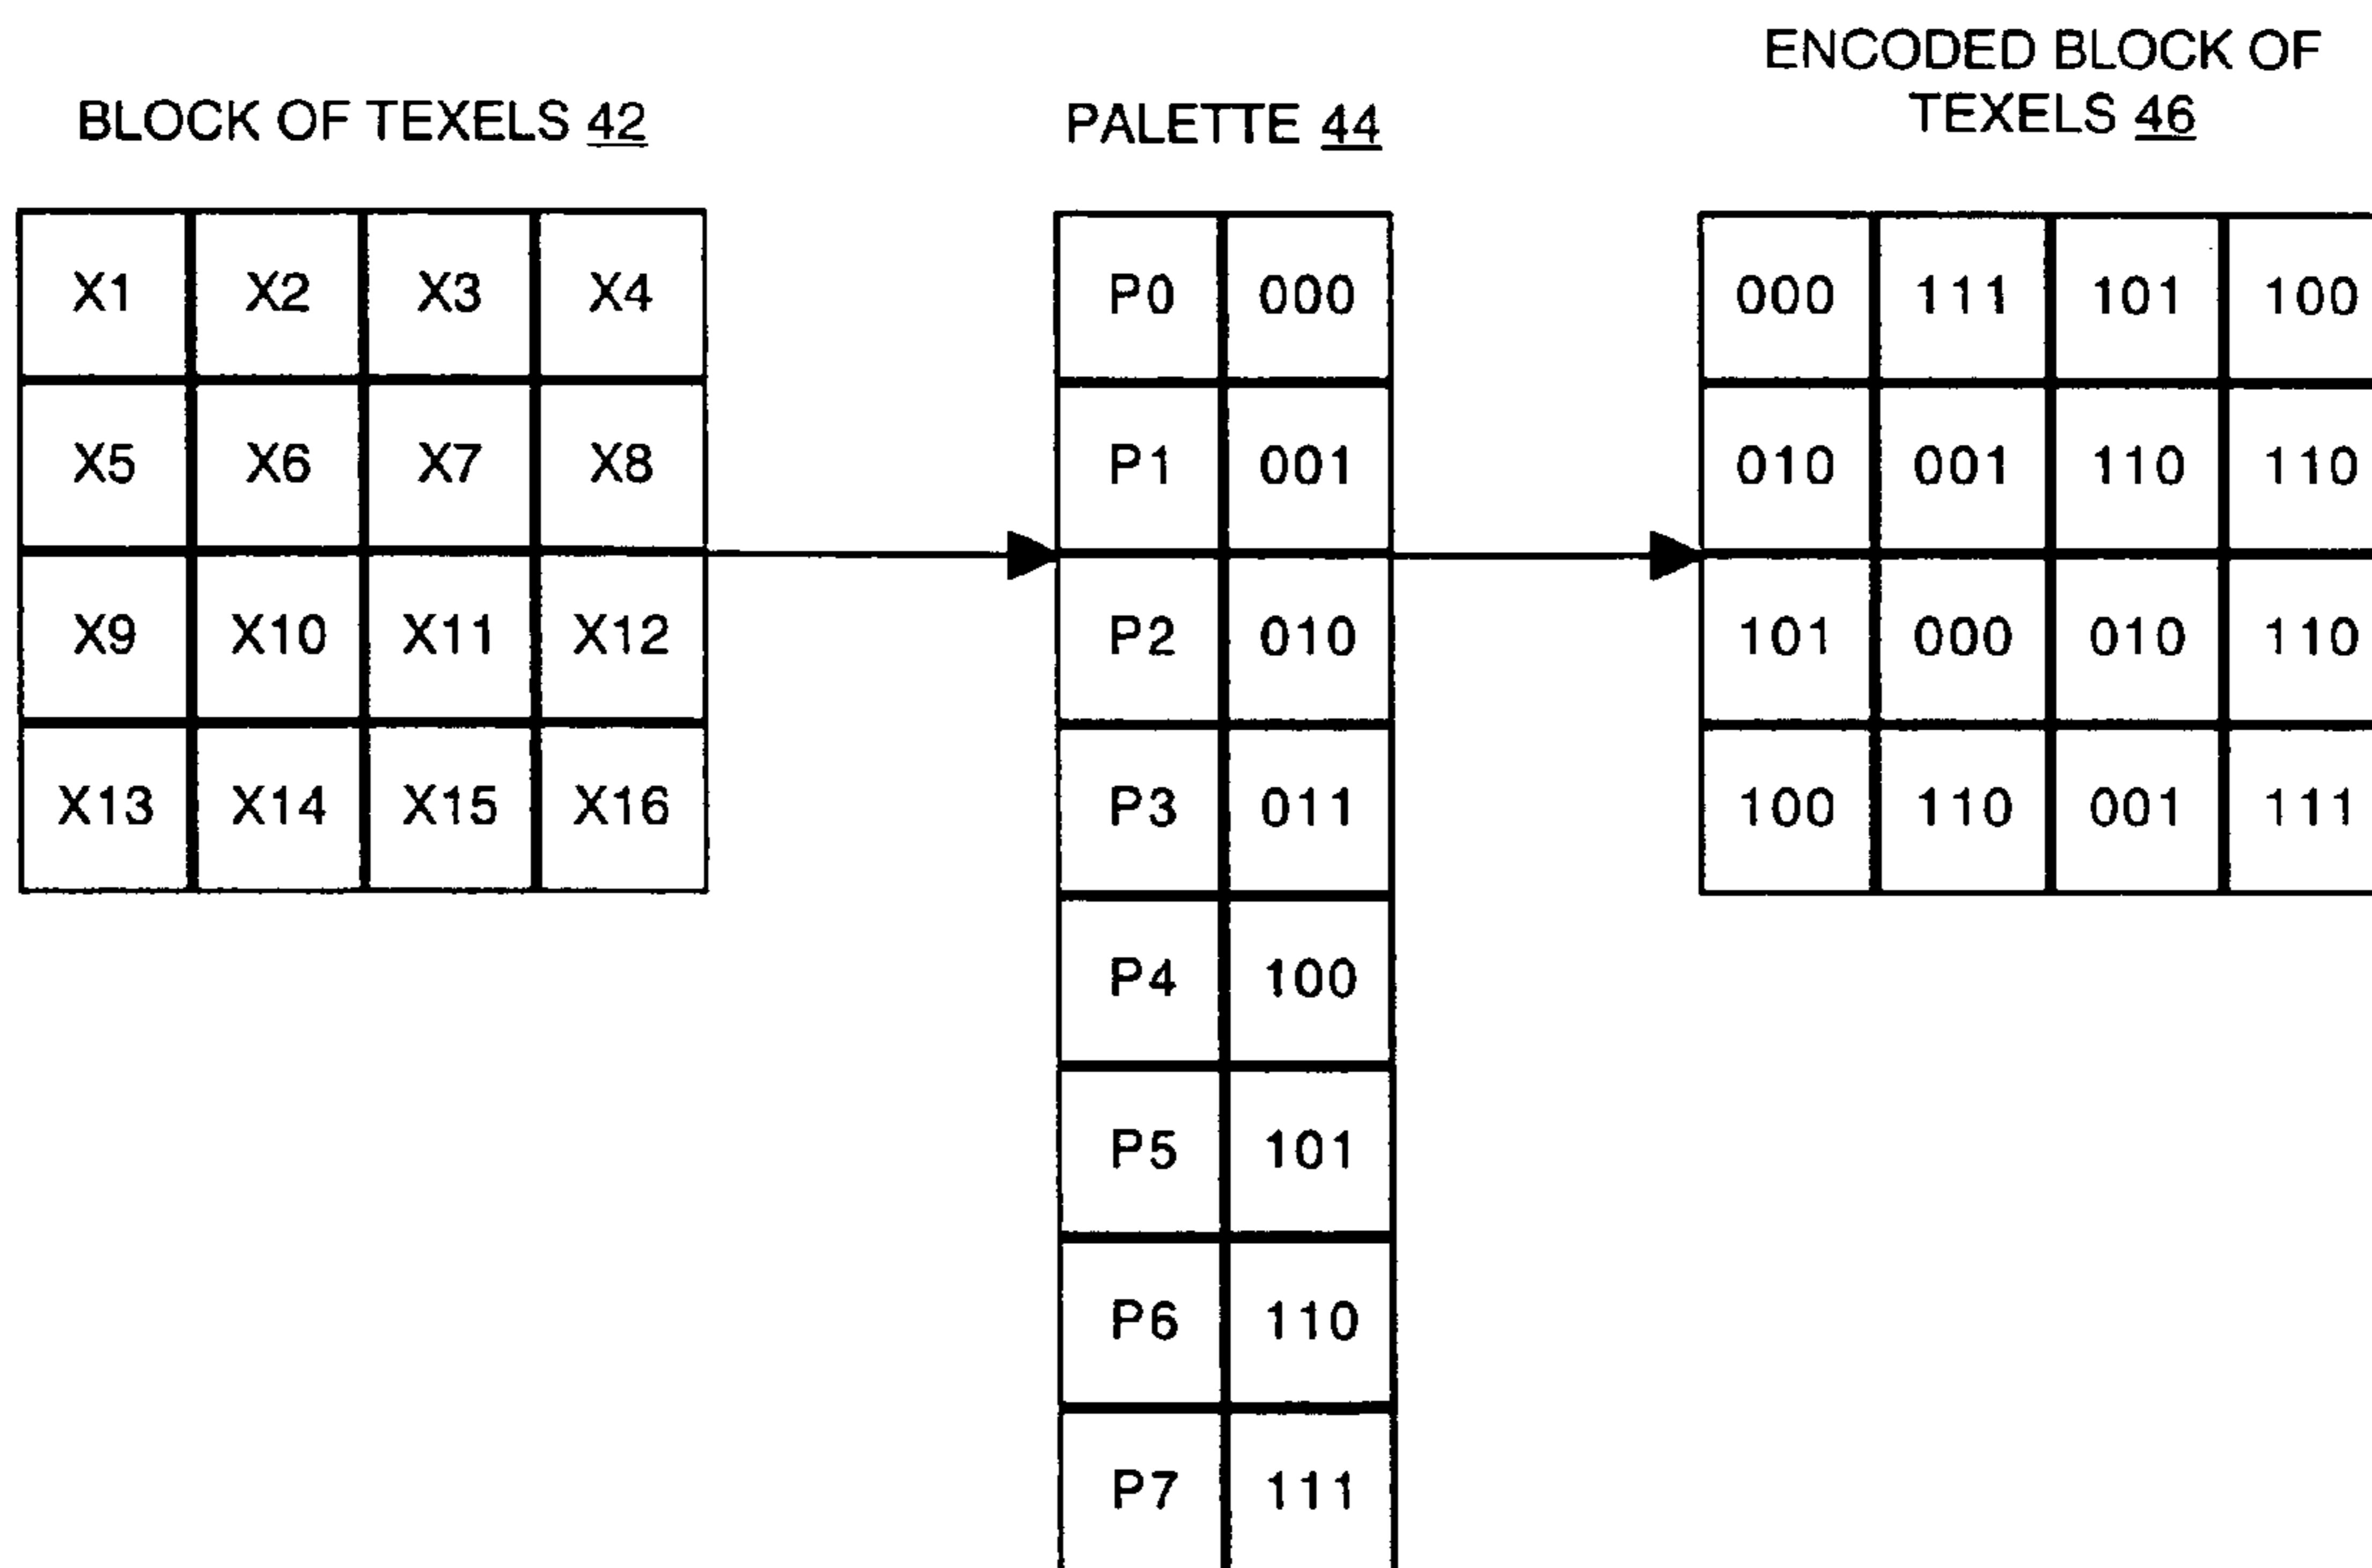 BLOCK OF TEXELS 42
X1 X2 X3 X4
X5 X6 X7 X8
X9 X10 X11 X12
X13 X14 X15 X16
PALETTE 44
P0 000
P1 001
P2 010
P3 011
P4 100
P5 101
P6 110
P7 111
ENCODED BLOCK OF
TEXELS 46
000 111 101 100
010 001 110 110
101 000 010 110
100 110 001 111